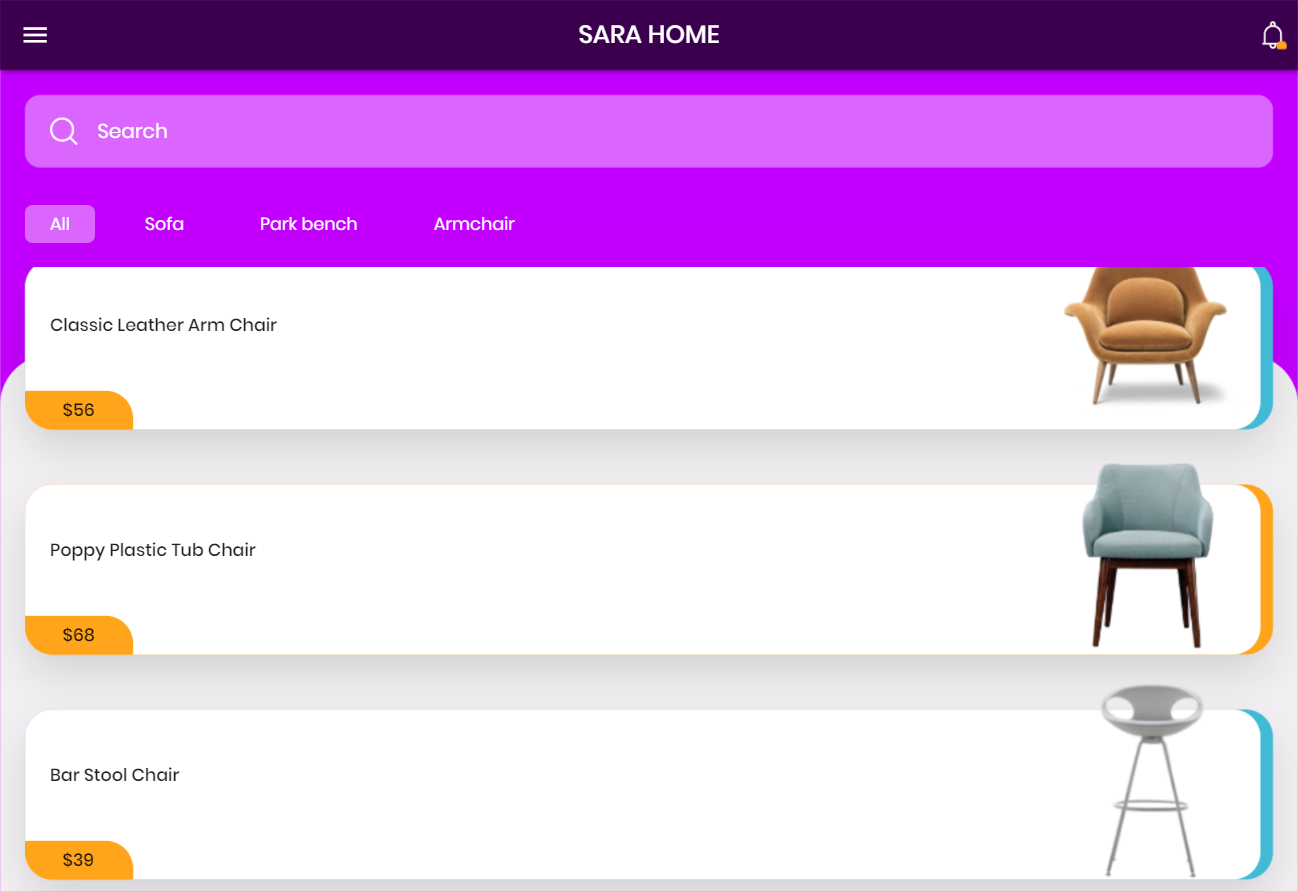 SARA HOME
Search
All Sofa Park bench Armchair
Classic Leather Arm Chair
$56
Poppy Plastic Tub Chair
$68
Bar Stool Chair
$39